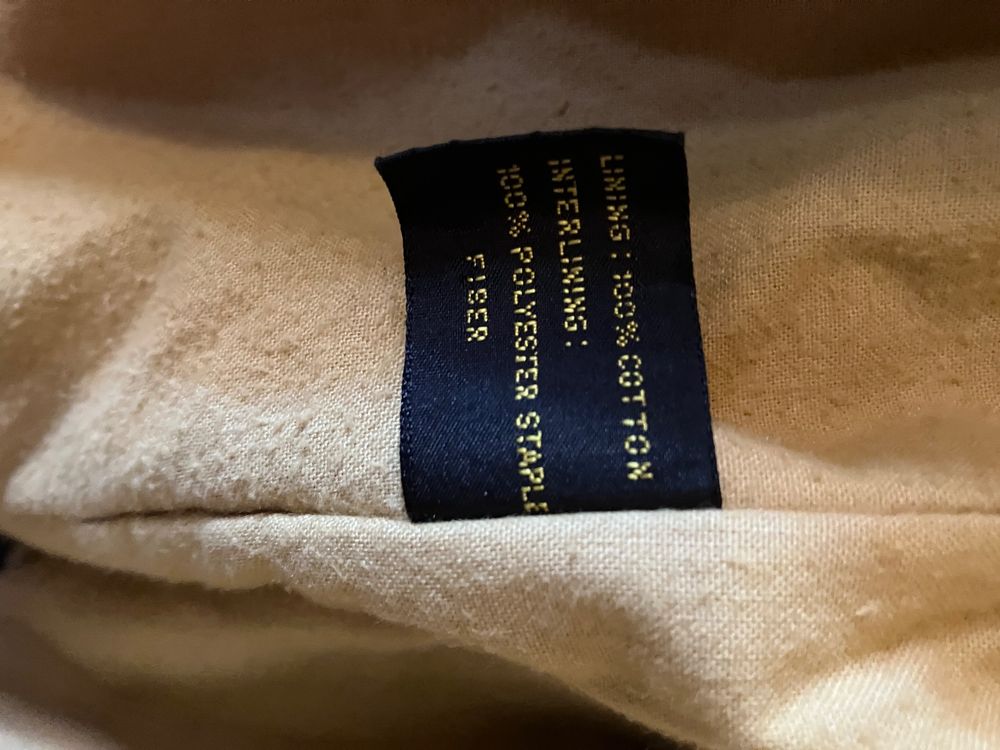 LINING : 100% COTTON
INTERLINING :
100% POLYESTER STAPLE
FIBER